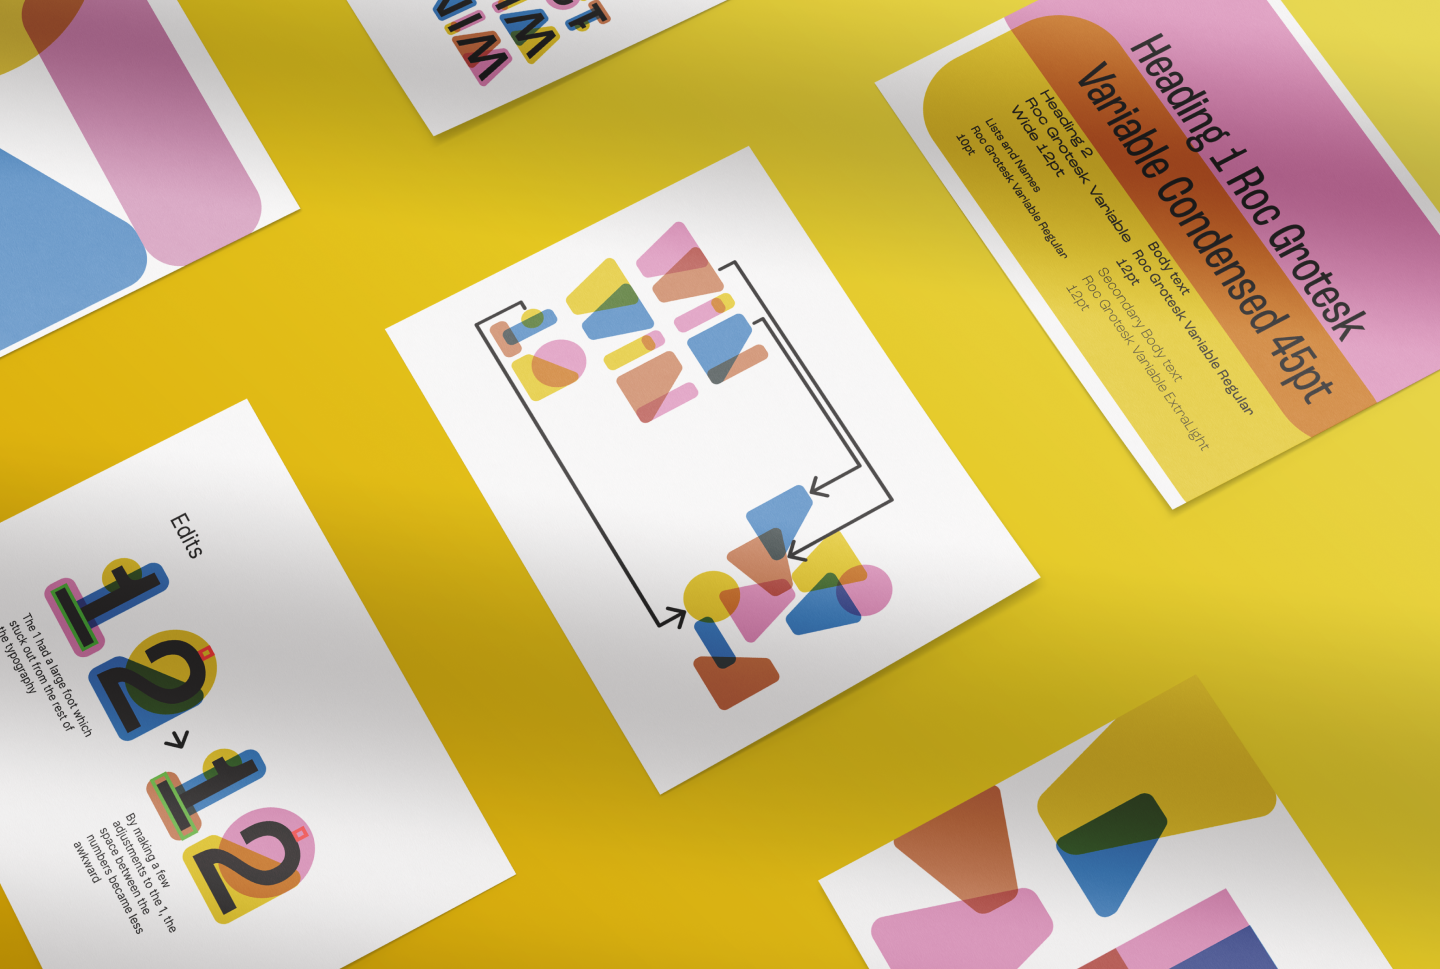 Heading 1 Roc Grotesk
Variable Condensed 45pt
Heading 2
Roc Grotesk Variable
Wide 12pt
Lists and Names
Roc Grotesk Variable Regular
10pt
Body text
Roc Grotesk Variable Regular
12pt
Secondary Body text
Roc Grotesk Variable ExtraLight
12pt
Edits
12
The 1 had a large foot which
stuck out from the rest of
the typography
12
By making a few
adjustments to the 1, the
space between the
numbers became less
awkward